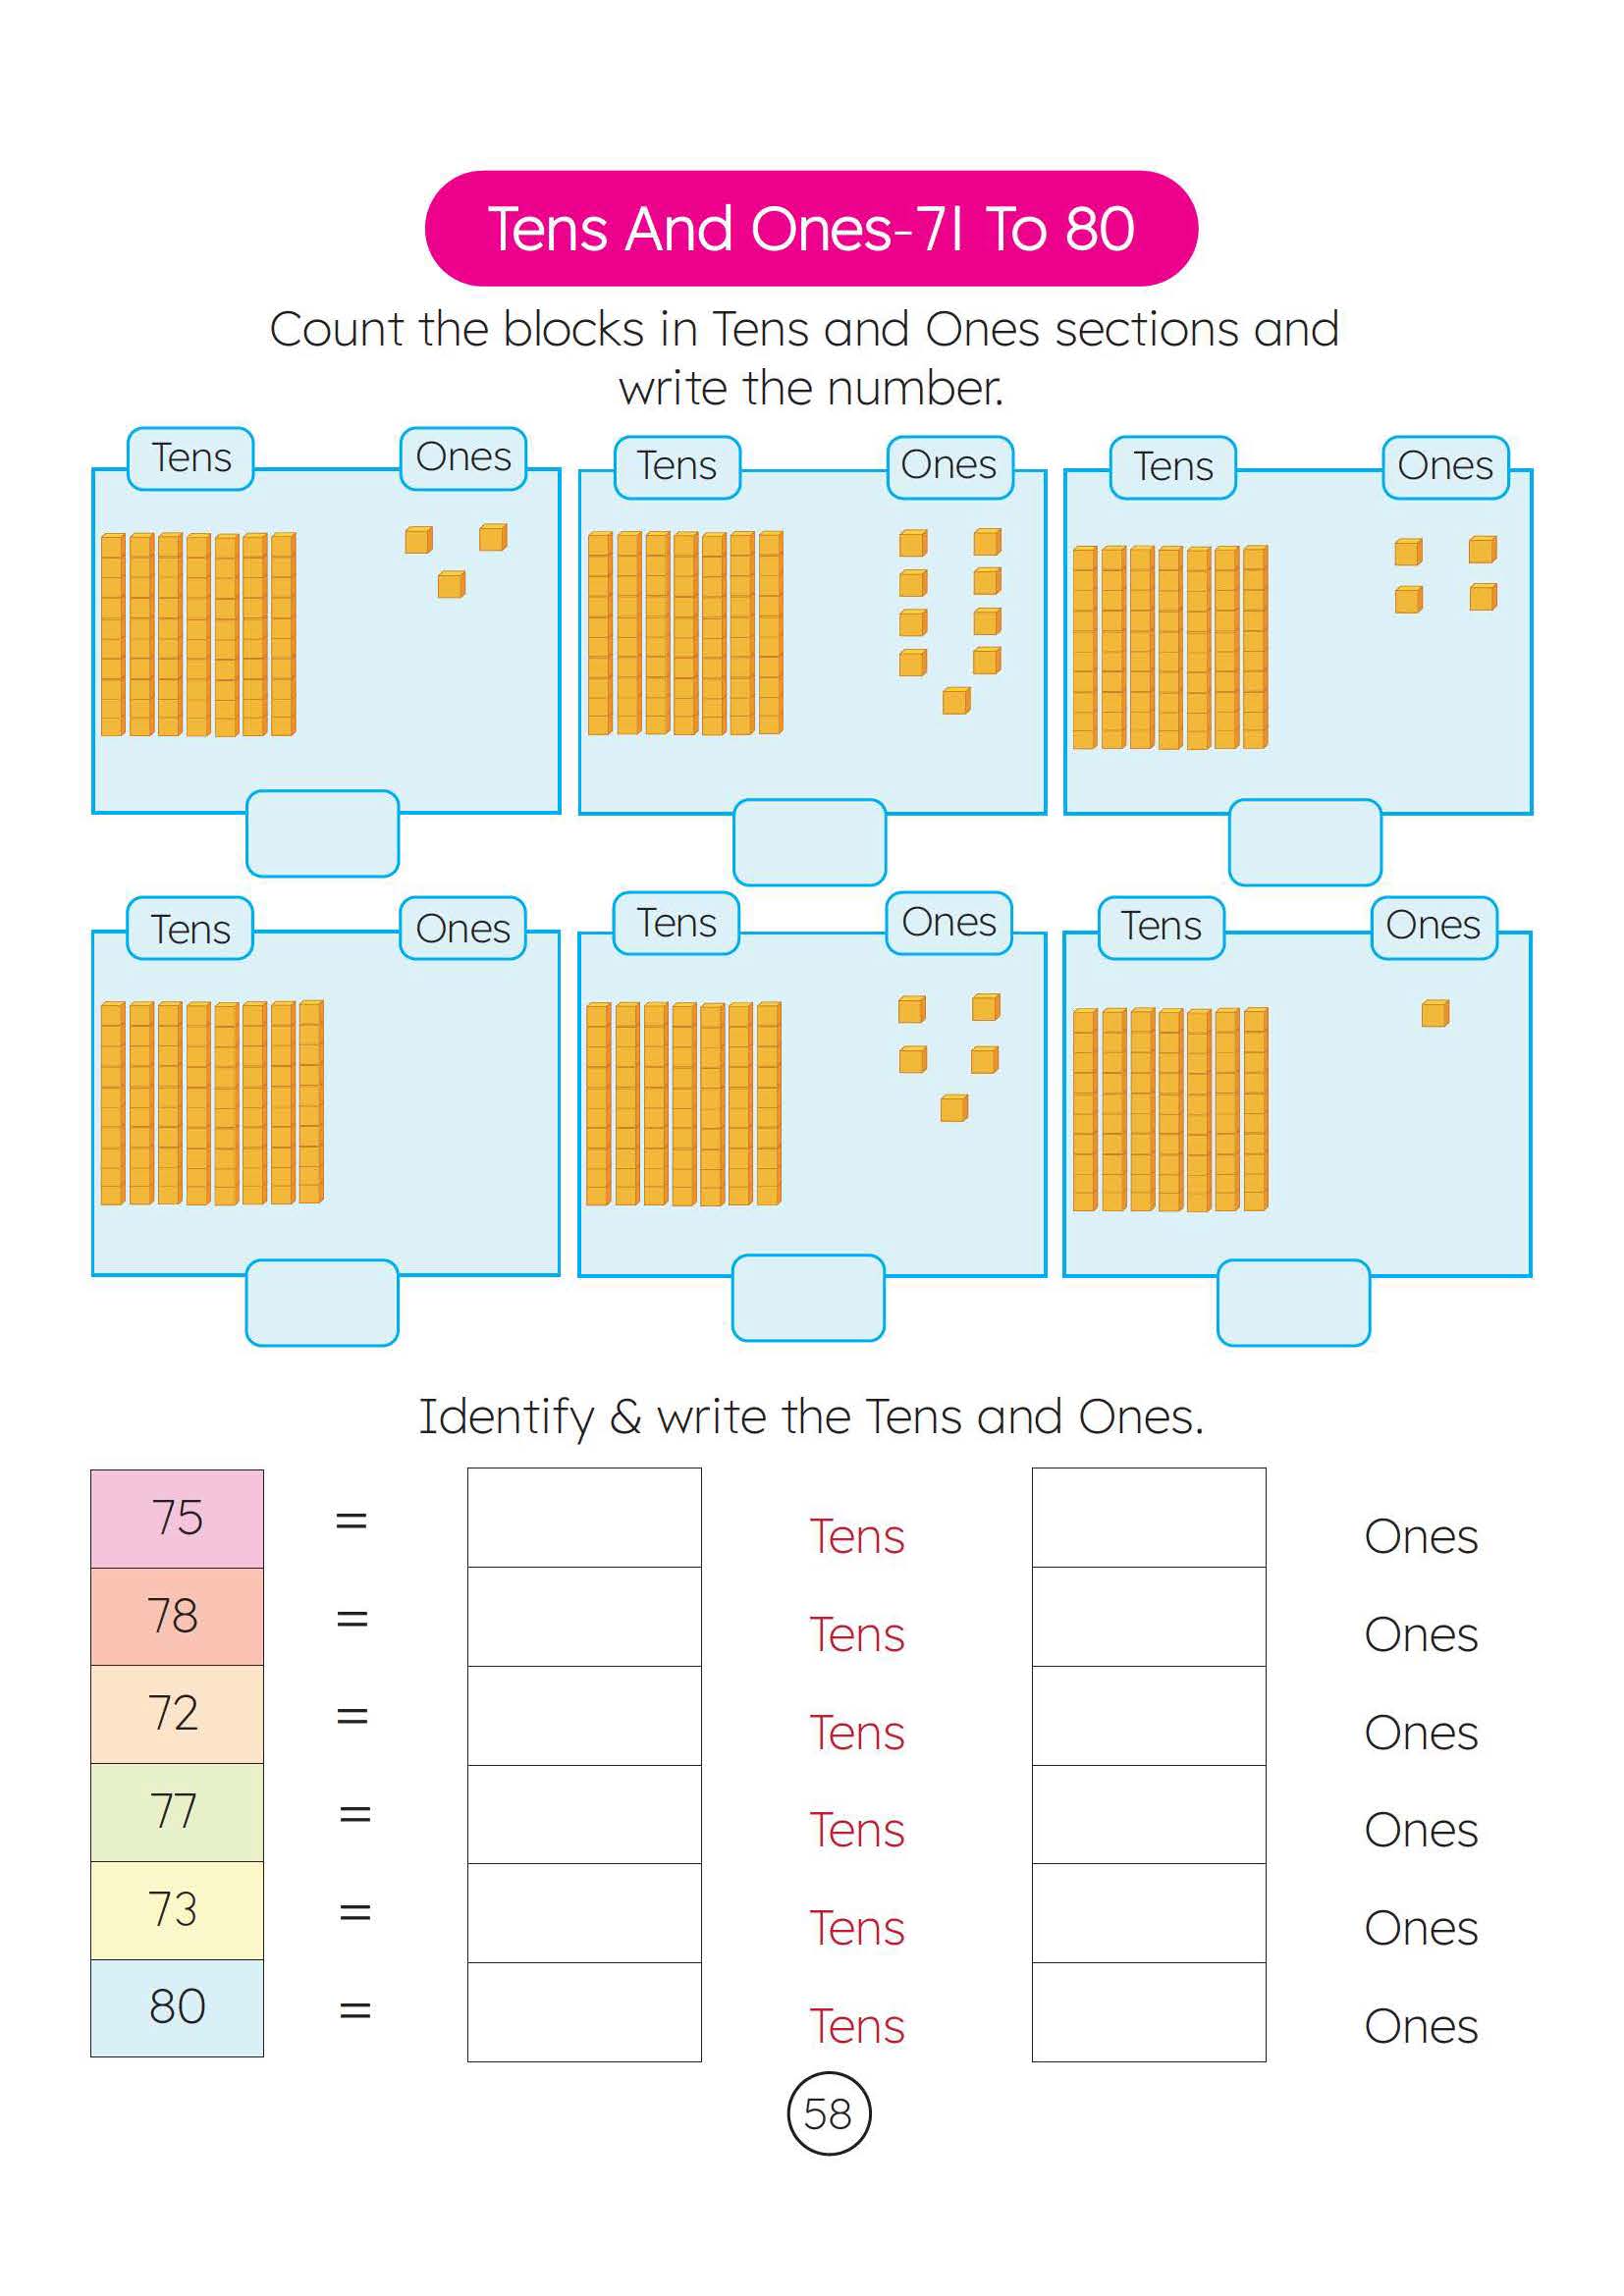 Tens And Ones-71 To 80
Count the blocks in Tens and Ones sections and
write the number.
Tens Ones Tens Ones Tens Ones
Tens Ones Tens Ones Tens Ones
Identify & write the Tens and Ones.
75 = Tens Ones
78 = Tens Ones
72 = Tens Ones
77 = Tens Ones
73 = Tens Ones
80 = Tens Ones
58